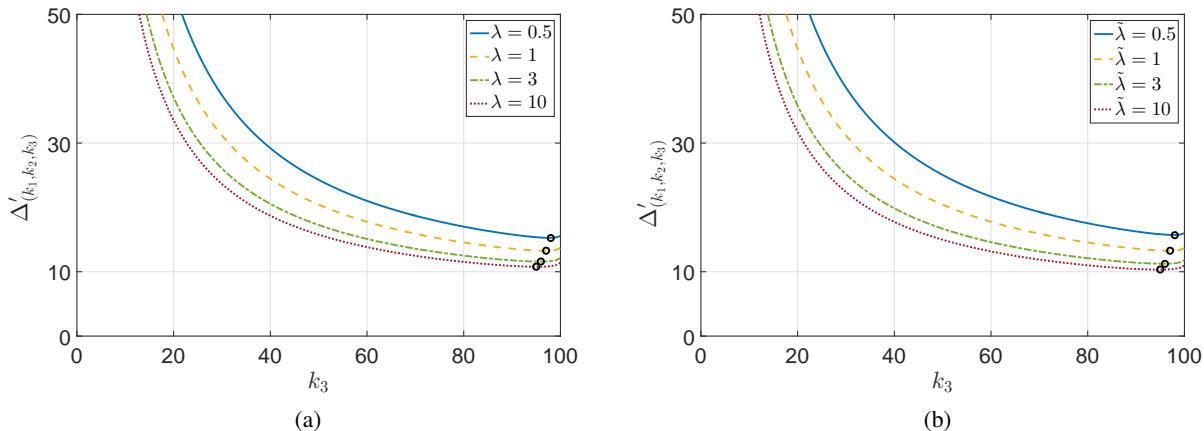 50
30
10
0
Δ′(k₁,k₂,k₃)
λ = 0.5
λ = 1
λ = 3
λ = 10
0 20 40 60 80 100
k₃
(a)
50
30
10
0
Δ′(k₁,k₂,k₃)
λ̃ = 0.5
λ̃ = 1
λ̃ = 3
λ̃ = 10
0 20 40 60 80 100
k₃
(b)